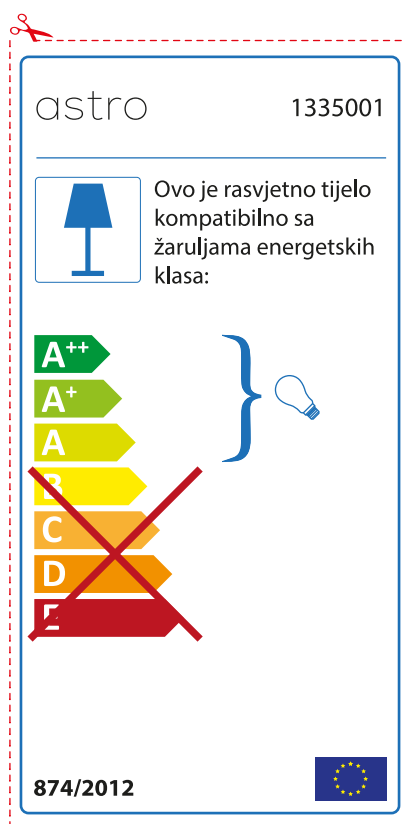 astro
1335001
Ovo je rasvjetno tijelo
kompatibilno sa
žaruljama energetskih
klasa:
A++
A+
A
B
C
D
E
874/2012